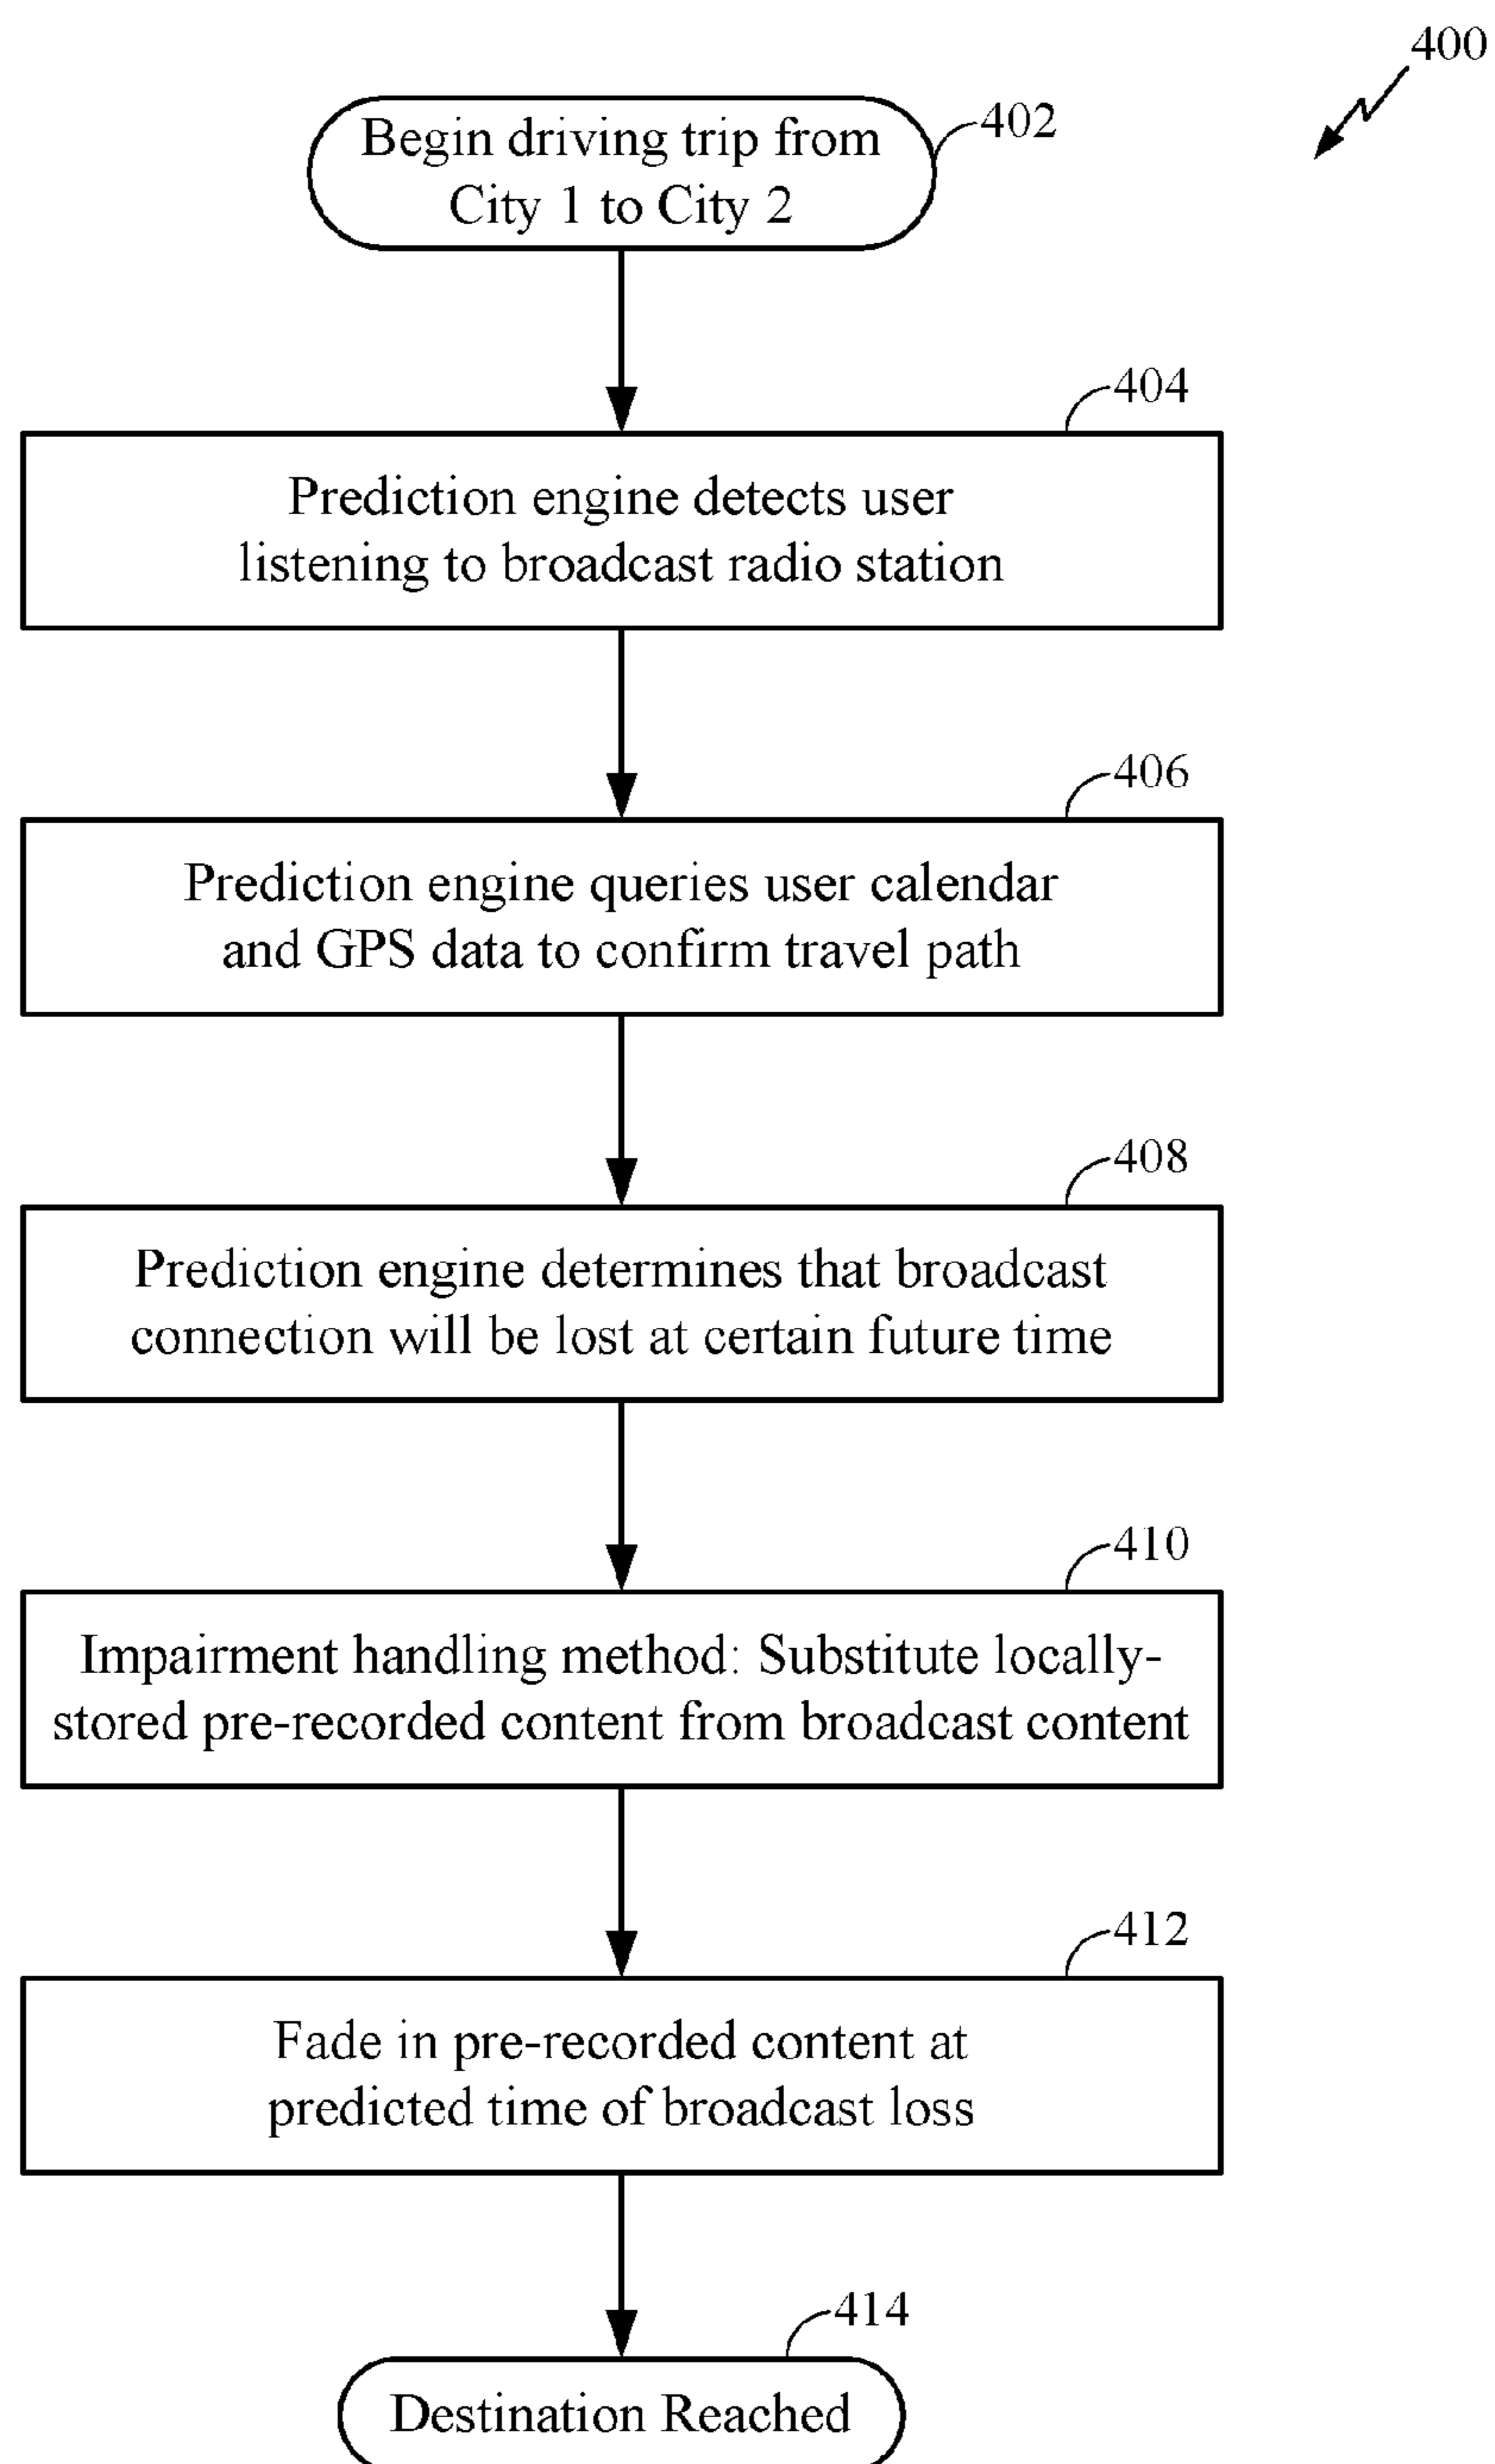 400
Begin driving trip from
City 1 to City 2
402
404
Prediction engine detects user
listening to broadcast radio station
406
Prediction engine queries user calendar
and GPS data to confirm travel path
408
Prediction engine determines that broadcast
connection will be lost at certain future time
410
Impairment handling method: Substitute locally-
stored pre-recorded content from broadcast content
412
Fade in pre-recorded content at
predicted time of broadcast loss
414
Destination Reached